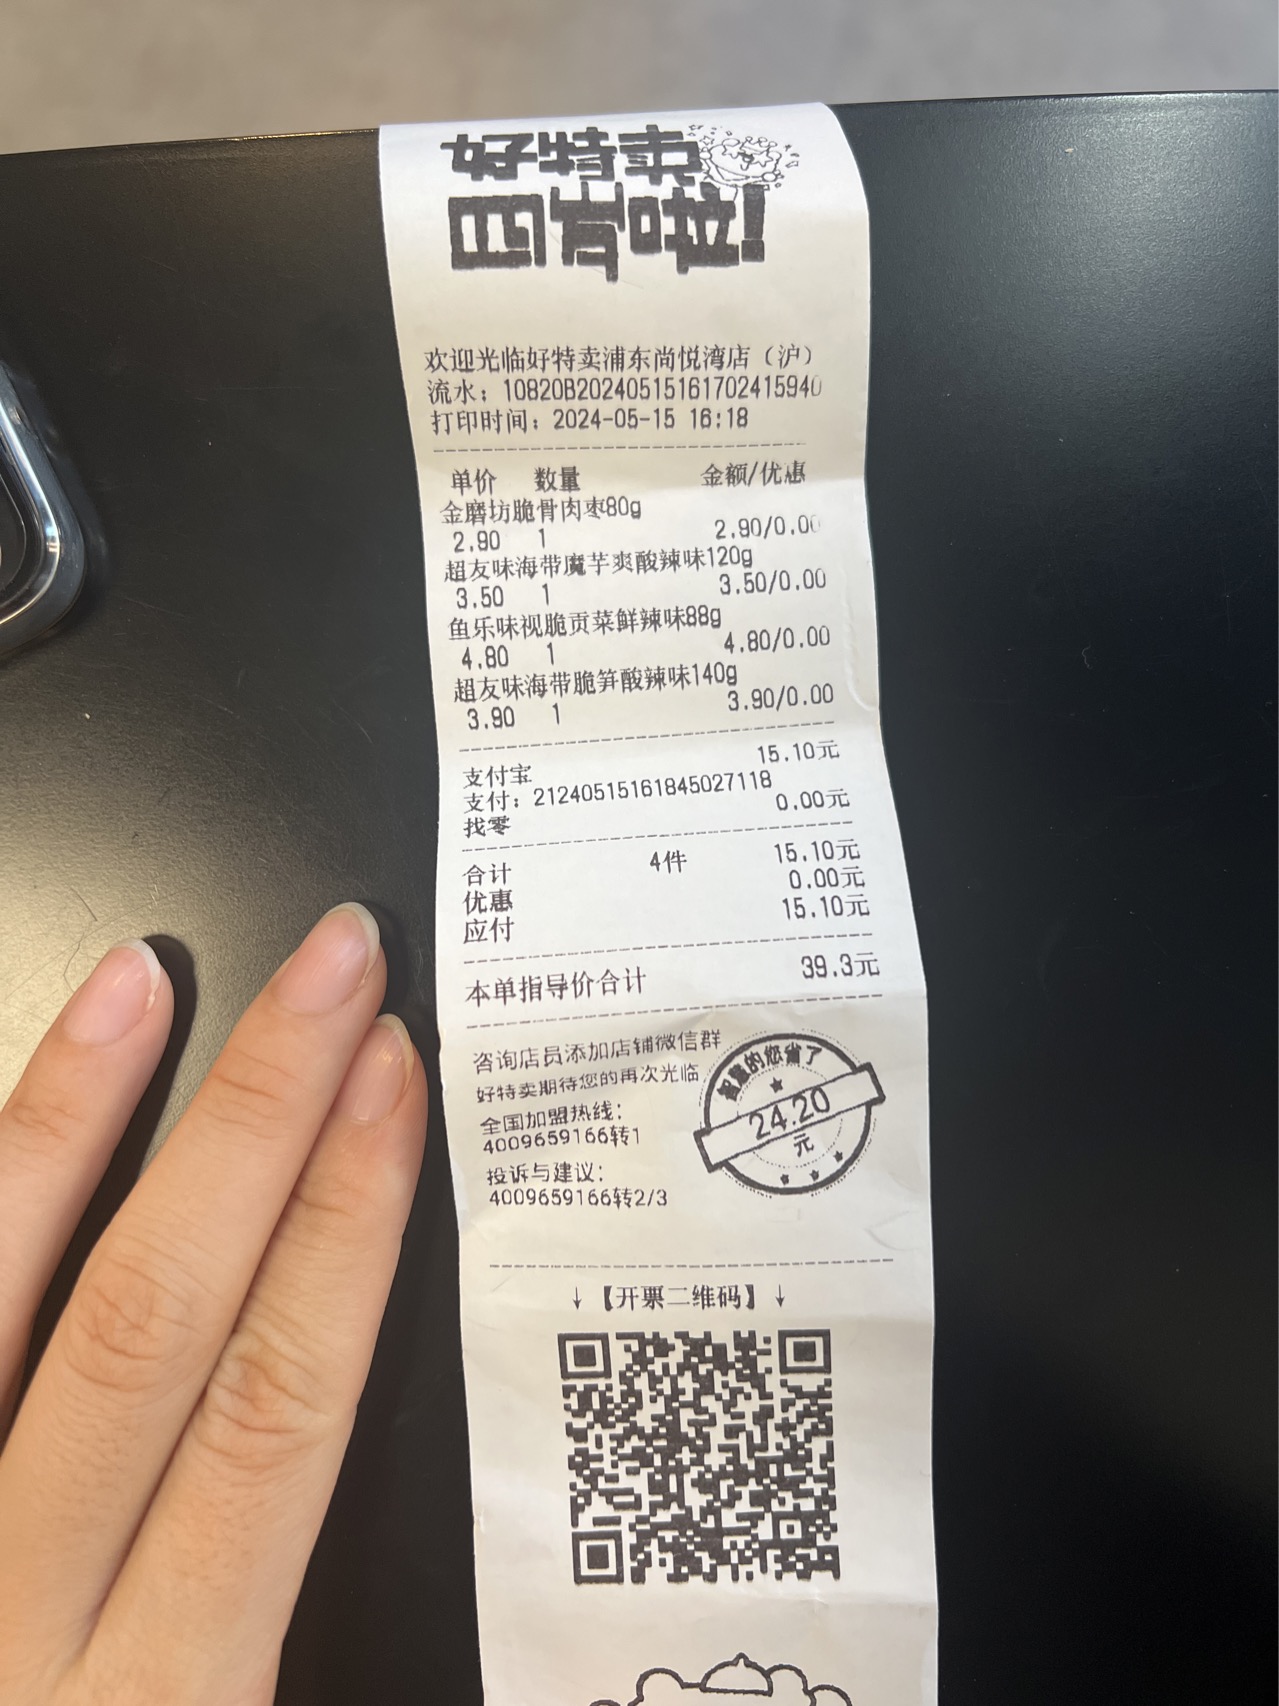 好特卖
欢迎光临好特卖浦东尚悦湾店（沪）
流水：10820B20240515161702415940
打印时间：2024-05-15 16:18
单价 数量 金额/优惠
金磨坊脆骨肉枣80g
2.90 1 2.90/0.00
超友味海带魔芋爽酸辣味120g
3.50 1 3.50/0.00
鱼乐味视脆贡菜鲜辣味88g
4.80 1 4.80/0.00
超友味海带脆笋酸辣味140g
3.90 1 3.90/0.00
支付宝 15.10元
支付：21240515161845027118
找零 0.00元
合计 4件 15.10元
优惠 0.00元
应付 15.10元
本单指导价合计 39.3元
咨询店员添加店铺微信群
好特卖期待您的再次光临
全国加盟热线：
4009659166转1
投诉与建议：
4009659166转2/3
智慧的您省了
24.20
元
↓【开票二维码】↓